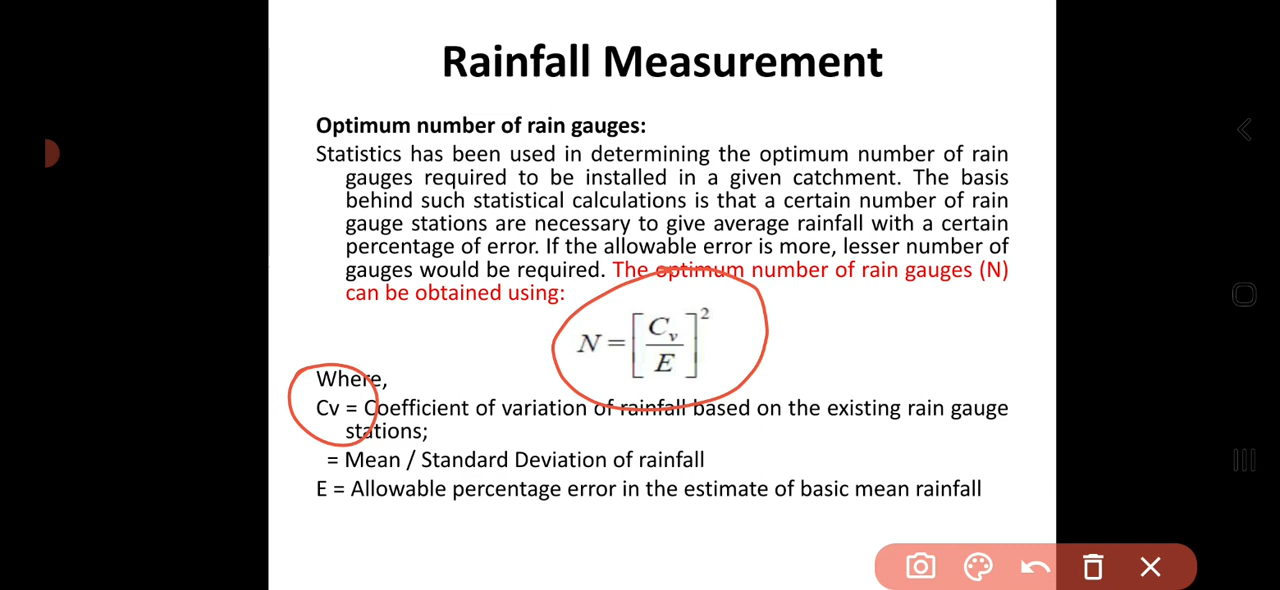 Rainfall Measurement
Optimum number of rain gauges:
Statistics has been used in determining the optimum number of rain
gauges required to be installed in a given catchment. The basis
behind such statistical calculations is that a certain number of rain
gauge stations are necessary to give average rainfall with a certain
percentage of error. If the allowable error is more, lesser number of
gauges would be required. The optimum number of rain gauges (N)
can be obtained using:
N = [C_v / E]^2
Where,
Cv = Coefficient of variation of rainfall based on the existing rain gauge
stations;
= Mean / Standard Deviation of rainfall
E = Allowable percentage error in the estimate of basic mean rainfall